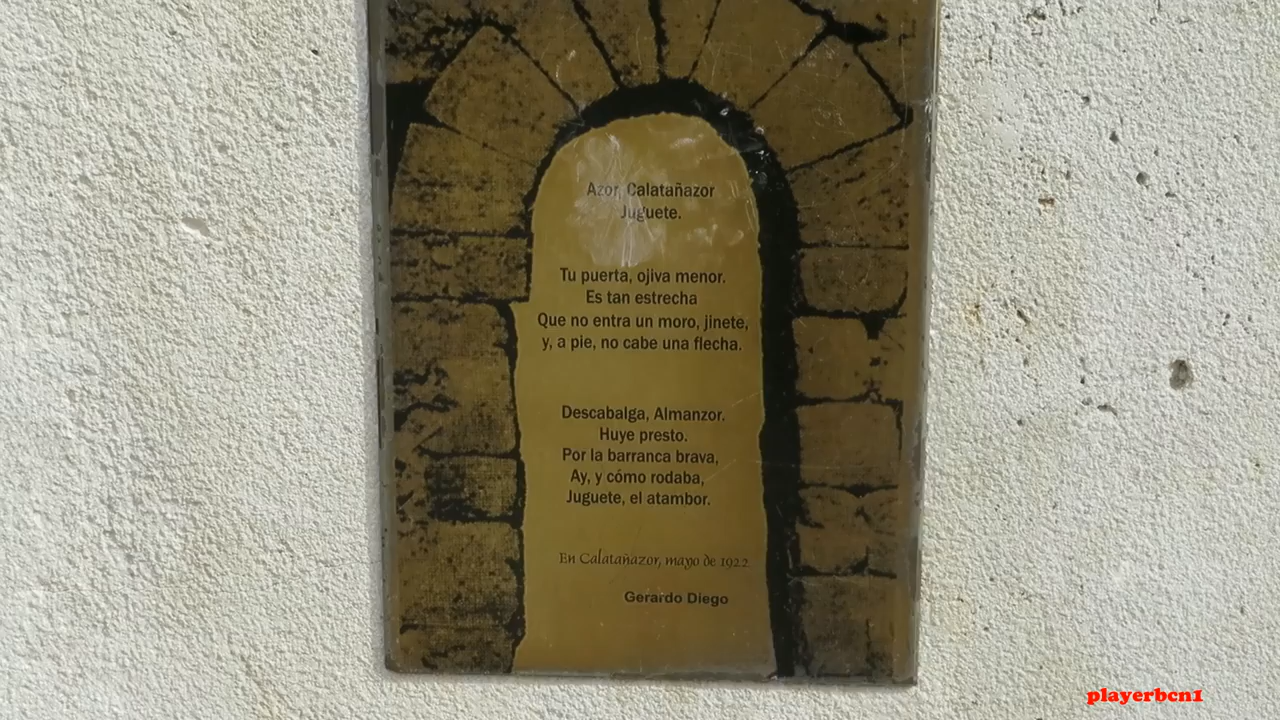 Azor, Calatañazor
Juguete.
Tu puerta, ojiva menor.
Es tan estrecha
Que no entra un moro, jinete,
y, a pie, no cabe una flecha.
Descabalga, Almanzor.
Huye presto.
Por la barranca brava,
Ay, y cómo rodaba,
Juguete, el atambor.
En Calatañazor, mayo de 1922
Gerardo Diego
playerbcn1